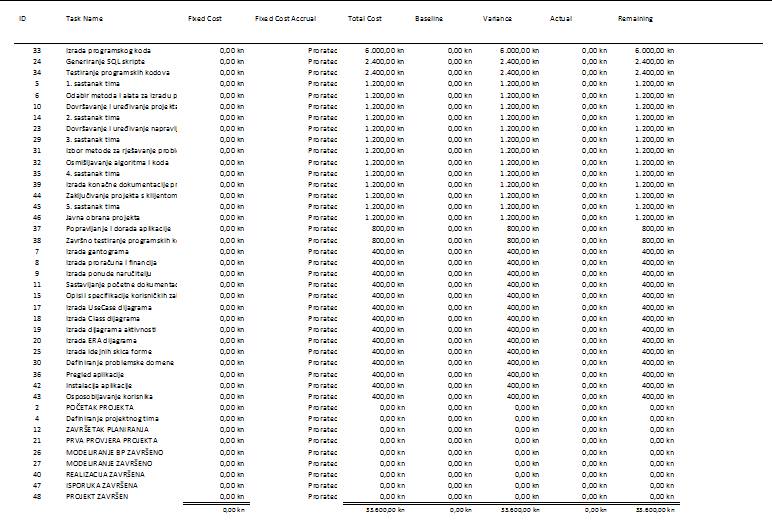 ID Task Name Fixed Cost Fixed Cost Accrual Total Cost Baseline Variance Actual Remaining
33 Izrada programskog koda 0,00 kn Prorated 6.000,00 kn 0,00 kn 6.000,00 kn 0,00 kn 6.000,00 kn
24 Generiranje SQL skripte 0,00 kn Prorated 2.400,00 kn 0,00 kn 2.400,00 kn 0,00 kn 2.400,00 kn
34 Testiranje programskih kodova 0,00 kn Prorated 2.400,00 kn 0,00 kn 2.400,00 kn 0,00 kn 2.400,00 kn
5 1. sastanak tima 0,00 kn Prorated 1.200,00 kn 0,00 kn 1.200,00 kn 0,00 kn 1.200,00 kn
6 Odabir metoda i alata za izradu p 0,00 kn Prorated 1.200,00 kn 0,00 kn 1.200,00 kn 0,00 kn 1.200,00 kn
10 Dovršavanje i uređivanje projekta 0,00 kn Prorated 1.200,00 kn 0,00 kn 1.200,00 kn 0,00 kn 1.200,00 kn
14 2. sastanak tima 0,00 kn Prorated 1.200,00 kn 0,00 kn 1.200,00 kn 0,00 kn 1.200,00 kn
23 Dovršavanje i uređivanje napravlj 0,00 kn Prorated 1.200,00 kn 0,00 kn 1.200,00 kn 0,00 kn 1.200,00 kn
29 3. sastanak tima 0,00 kn Prorated 1.200,00 kn 0,00 kn 1.200,00 kn 0,00 kn 1.200,00 kn
31 Izbor metode za rješavanje probl 0,00 kn Prorated 1.200,00 kn 0,00 kn 1.200,00 kn 0,00 kn 1.200,00 kn
32 Osmišljavanje algoritma i koda 0,00 kn Prorated 1.200,00 kn 0,00 kn 1.200,00 kn 0,00 kn 1.200,00 kn
35 4. sastanak tima 0,00 kn Prorated 1.200,00 kn 0,00 kn 1.200,00 kn 0,00 kn 1.200,00 kn
39 Izrada konačne dokumentacije pr 0,00 kn Prorated 1.200,00 kn 0,00 kn 1.200,00 kn 0,00 kn 1.200,00 kn
44 Zaključivanje projekta s klijentom 0,00 kn Prorated 1.200,00 kn 0,00 kn 1.200,00 kn 0,00 kn 1.200,00 kn
45 5. sastanak tima 0,00 kn Prorated 1.200,00 kn 0,00 kn 1.200,00 kn 0,00 kn 1.200,00 kn
46 Javna obrana projekta 0,00 kn Prorated 1.200,00 kn 0,00 kn 1.200,00 kn 0,00 kn 1.200,00 kn
37 Popravljanje i dorada aplikacije 0,00 kn Prorated 800,00 kn 0,00 kn 800,00 kn 0,00 kn 800,00 kn
38 Završno testiranje programskih k 0,00 kn Prorated 800,00 kn 0,00 kn 800,00 kn 0,00 kn 800,00 kn
7 Izrada gantograma 0,00 kn Prorated 400,00 kn 0,00 kn 400,00 kn 0,00 kn 400,00 kn
8 Izrada proračuna i financija 0,00 kn Prorated 400,00 kn 0,00 kn 400,00 kn 0,00 kn 400,00 kn
9 Izrada ponude naručitelju 0,00 kn Prorated 400,00 kn 0,00 kn 400,00 kn 0,00 kn 400,00 kn
11 Sastavljanje početne dokumentac 0,00 kn Prorated 400,00 kn 0,00 kn 400,00 kn 0,00 kn 400,00 kn
15 Opis i specifikacije korisničkih za 0,00 kn Prorated 400,00 kn 0,00 kn 400,00 kn 0,00 kn 400,00 kn
17 Izrada UseCase dijagrama 0,00 kn Prorated 400,00 kn 0,00 kn 400,00 kn 0,00 kn 400,00 kn
18 Izrada Class dijagrama 0,00 kn Prorated 400,00 kn 0,00 kn 400,00 kn 0,00 kn 400,00 kn
19 Izrada dijagrama aktivnosti 0,00 kn Prorated 400,00 kn 0,00 kn 400,00 kn 0,00 kn 400,00 kn
20 Izrada ERA dijagrama 0,00 kn Prorated 400,00 kn 0,00 kn 400,00 kn 0,00 kn 400,00 kn
25 Izrada idejnih skica forme 0,00 kn Prorated 400,00 kn 0,00 kn 400,00 kn 0,00 kn 400,00 kn
30 Definiranje problemske domene 0,00 kn Prorated 400,00 kn 0,00 kn 400,00 kn 0,00 kn 400,00 kn
36 Pregled aplikacije 0,00 kn Prorated 400,00 kn 0,00 kn 400,00 kn 0,00 kn 400,00 kn
42 Instalacija aplikacije 0,00 kn Prorated 400,00 kn 0,00 kn 400,00 kn 0,00 kn 400,00 kn
43 Osposobljavanje korisnika 0,00 kn Prorated 400,00 kn 0,00 kn 400,00 kn 0,00 kn 400,00 kn
2 POČETAK PROJEKTA 0,00 kn Prorated 0,00 kn 0,00 kn 0,00 kn 0,00 kn 0,00 kn
4 Definiranje projektnog tima 0,00 kn Prorated 0,00 kn 0,00 kn 0,00 kn 0,00 kn 0,00 kn
12 ZAVRŠETAK PLANIRANJA 0,00 kn Prorated 0,00 kn 0,00 kn 0,00 kn 0,00 kn 0,00 kn
21 PRVA PROVJERA PROJEKTA 0,00 kn Prorated 0,00 kn 0,00 kn 0,00 kn 0,00 kn 0,00 kn
26 MODELIRANJE BP ZAVRŠENO 0,00 kn Prorated 0,00 kn 0,00 kn 0,00 kn 0,00 kn 0,00 kn
27 MODELIRANJE ZAVRŠENO 0,00 kn Prorated 0,00 kn 0,00 kn 0,00 kn 0,00 kn 0,00 kn
40 REALIZACIJA ZAVRŠENA 0,00 kn Prorated 0,00 kn 0,00 kn 0,00 kn 0,00 kn 0,00 kn
47 ISPORUKA ZAVRŠENA 0,00 kn Prorated 0,00 kn 0,00 kn 0,00 kn 0,00 kn 0,00 kn
48 PROJEKT ZAVRŠEN 0,00 kn Prorated 0,00 kn 0,00 kn 0,00 kn 0,00 kn 0,00 kn
0,00 kn 33.600,00 kn 0,00 kn 33.600,00 kn 0,00 kn 33.600,00 kn